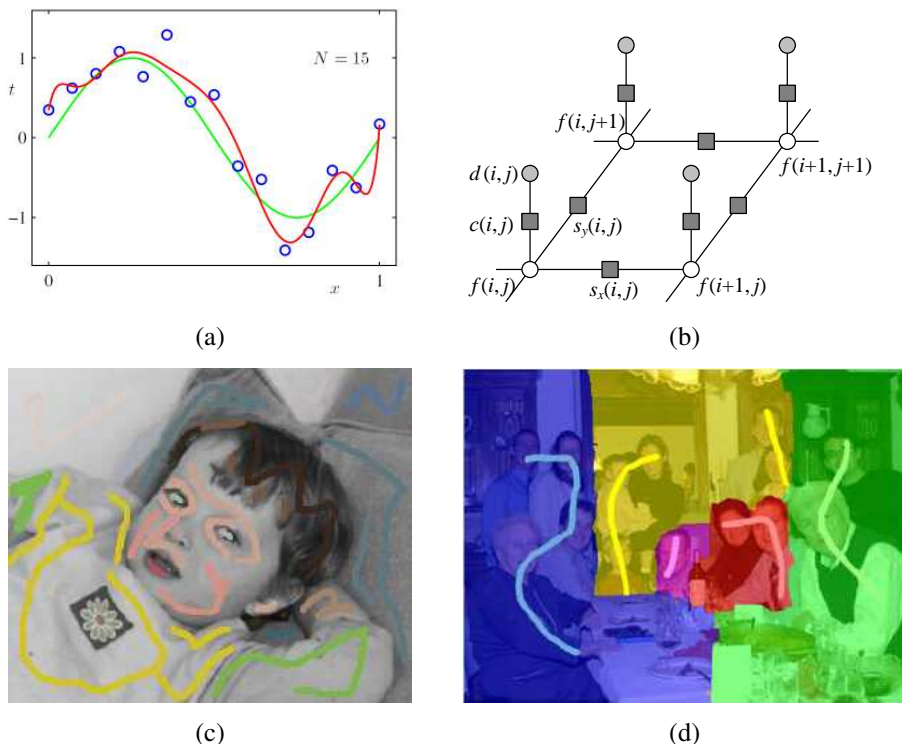 1
t
0
−1
N = 15
0
x
1
(a)
f(i, j+1)
f(i+1, j+1)
d(i, j)
c(i, j)
s_y(i, j)
f(i, j)
s_x(i, j)
f(i+1, j)
(b)
(c)
(d)